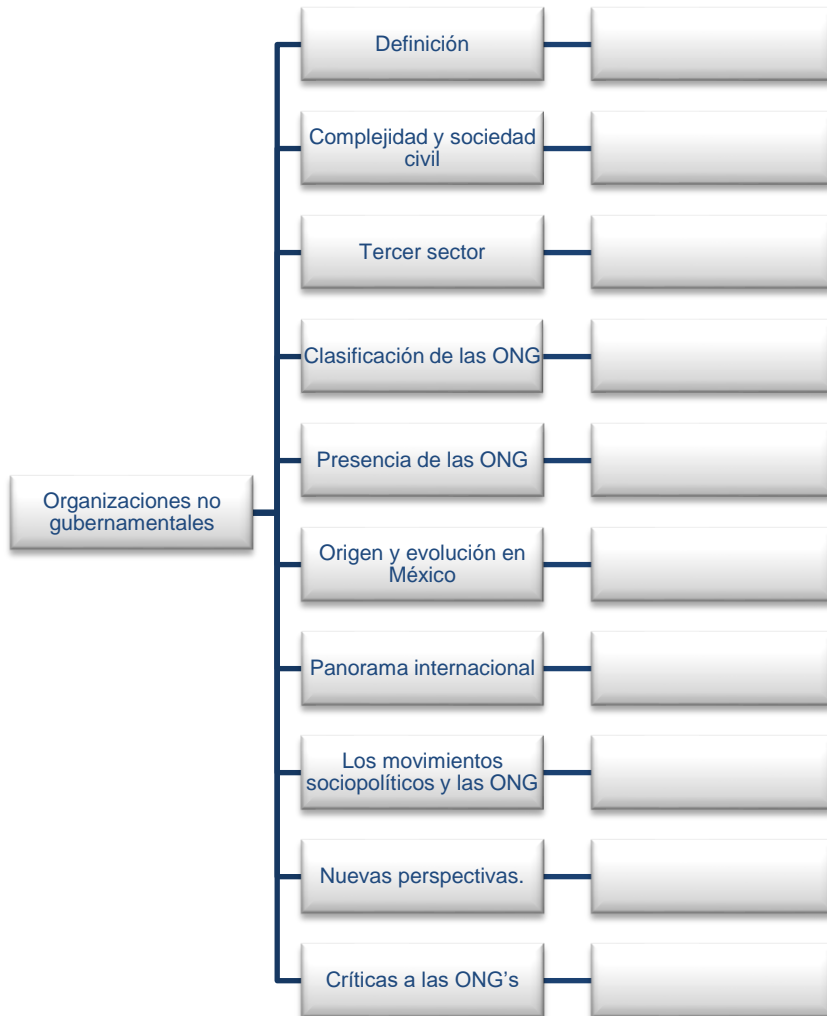 Definición
Complejidad y sociedad
civil
Tercer sector
Clasificación de las ONG
Presencia de las ONG
Organizaciones no
gubernamentales
Origen y evolución en
México
Panorama internacional
Los movimientos
sociopolíticos y las ONG
Nuevas perspectivas.
Críticas a las ONG’s